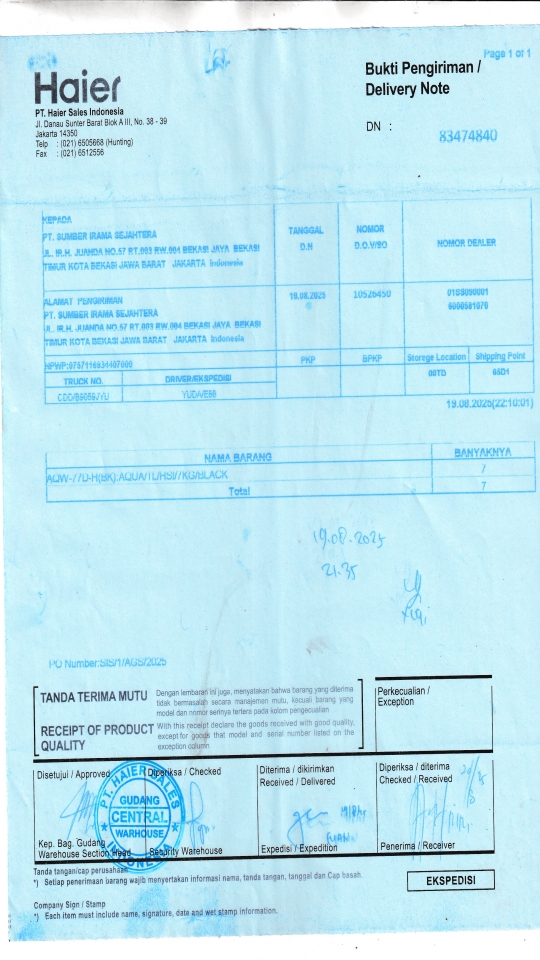 Page 1 of 1
Haier
Bukti Pengiriman /
Delivery Note
PT. Haier Sales Indonesia
Jl. Danau Sunter Barat Blok A III, No. 38 - 39
Jakarta 14350
Telp : (021) 6505668 (Hunting)
Fax : (021) 6512556
DN : 83474840
KEPADA
PT. SUMBER IRAMA SEJAHTERA
JL. IR.H. JUANDA NO.57 RT.003 RW.004 BEKASI JAYA BEKASI
TIMUR KOTA BEKASI JAWA BARAT JAKARTA Indonesia
TANGGAL
D.N
NOMOR
D.O.Y/SO
NOMOR DEALER
ALAMAT PENGIRIMAN
PT. SUMBER IRAMA SEJAHTERA
JL. IR.H. JUANDA NO.57 RT.003 RW.004 BEKASI JAYA BEKASI
TIMUR KOTA BEKASI JAWA BARAT JAKARTA Indonesia
19.08.2025
10526450
PKP
BPKP
Storege Location
Shipping Point
TRUCK NO.
DRIVER/EKSPEDISI
19.08.2025(22:10:01)
NAMA BARANG
BANYAKNYA
7
Total
7
19.08.2025
21.35
PO Number:SIS/1/AGS/2025
TANDA TERIMA MUTU
Dengan lembaran ini juga, menyatakan bahwa barang yang diterima
tidak bermasalah secara manajemen mutu, kecuali barang yang
model dan nomor serinya tertera pada kolom pengecualian
RECEIPT OF PRODUCT
QUALITY
With this receipt declare the goods received with good quality,
except for goods that model and serial number listed on the
exception column
Perkecualian /
Exception
Disetujui / Approved
Diperiksa / Checked
Diterima / dikirimkan
Received / Delivered
Diperiksa / diterima
Checked / Received
PT. HAIER SALES
GUDANG
CENTRAL
WARHOUSE
INDONESIA
Kep. Bag. Gudang
Warehouse Section Head
Security Warehouse
Expedisi / Expedition
Penerima / Receiver
Tanda tangan/cap perusahaan
*) Setiap penerimaan barang wajib menyertakan informasi nama, tanda tangan, tanggal dan Cap basah.
EKSPEDISI
Company Sign / Stamp
*) Each item must include name, signature, date and wet stamp information.